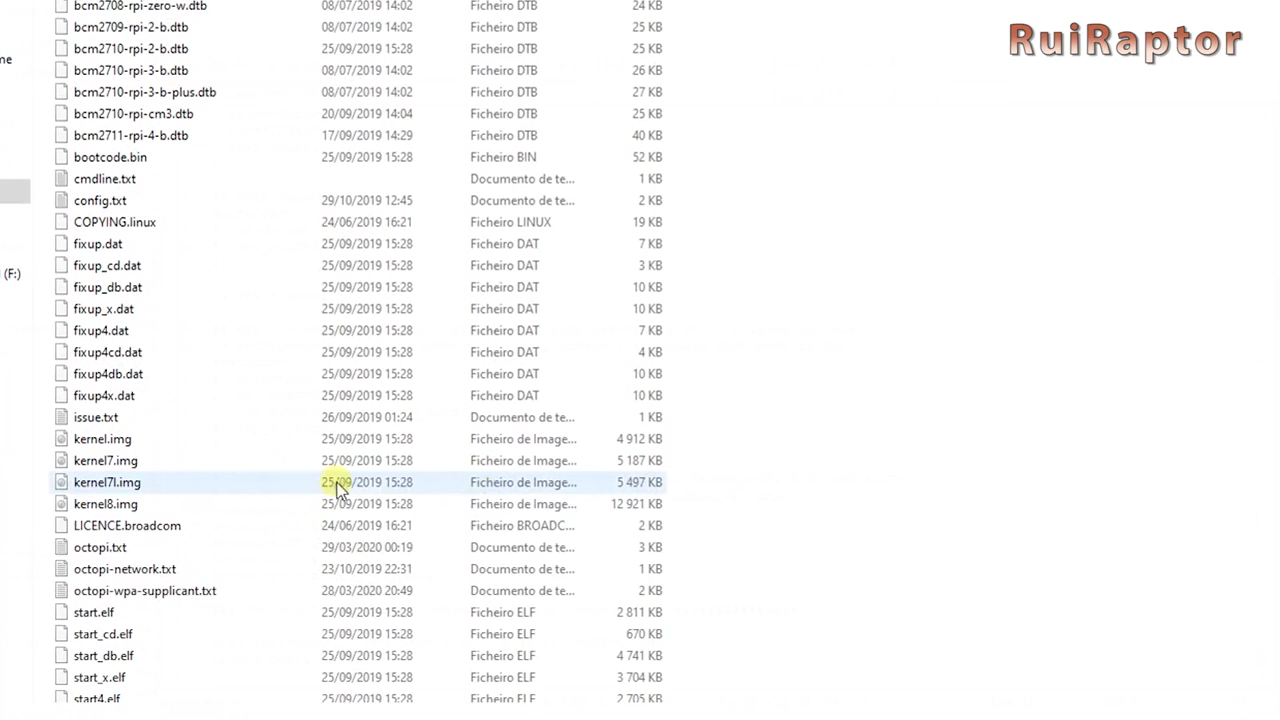 RuiRaptor
me
(F:)
bcm2708-rpi-zero-w.dtb 08/07/2019 14:02 Ficheiro DTB 24 KB
bcm2709-rpi-2-b.dtb 08/07/2019 14:02 Ficheiro DTB 25 KB
bcm2710-rpi-2-b.dtb 25/09/2019 15:28 Ficheiro DTB 25 KB
bcm2710-rpi-3-b.dtb 08/07/2019 14:02 Ficheiro DTB 26 KB
bcm2710-rpi-3-b-plus.dtb 08/07/2019 14:02 Ficheiro DTB 27 KB
bcm2710-rpi-cm3.dtb 20/09/2019 14:04 Ficheiro DTB 25 KB
bcm2711-rpi-4-b.dtb 17/09/2019 14:29 Ficheiro DTB 40 KB
bootcode.bin 25/09/2019 15:28 Ficheiro BIN 52 KB
cmdline.txt Documento de te... 1 KB
config.txt 29/10/2019 12:45 Documento de te... 2 KB
COPYING.linux 24/06/2019 16:21 Ficheiro LINUX 19 KB
fixup.dat 25/09/2019 15:28 Ficheiro DAT 7 KB
fixup_cd.dat 25/09/2019 15:28 Ficheiro DAT 3 KB
fixup_db.dat 25/09/2019 15:28 Ficheiro DAT 10 KB
fixup_x.dat 25/09/2019 15:28 Ficheiro DAT 10 KB
fixup4.dat 25/09/2019 15:28 Ficheiro DAT 7 KB
fixup4cd.dat 25/09/2019 15:28 Ficheiro DAT 4 KB
fixup4db.dat 25/09/2019 15:28 Ficheiro DAT 10 KB
fixup4x.dat 25/09/2019 15:28 Ficheiro DAT 10 KB
issue.txt 26/09/2019 01:24 Documento de te... 1 KB
kernel.img 25/09/2019 15:28 Ficheiro de Image... 4 912 KB
kernel7.img 25/09/2019 15:28 Ficheiro de Image... 5 187 KB
kernel7l.img 25/09/2019 15:28 Ficheiro de Image... 5 497 KB
kernel8.img 25/09/2019 15:28 Ficheiro de Image... 12 921 KB
LICENCE.broadcom 24/06/2019 16:21 Ficheiro BROADC... 2 KB
octopi.txt 29/03/2020 00:19 Documento de te... 3 KB
octopi-network.txt 23/10/2019 22:31 Documento de te... 1 KB
octopi-wpa-supplicant.txt 28/03/2020 20:49 Documento de te... 2 KB
start.elf 25/09/2019 15:28 Ficheiro ELF 2 811 KB
start_cd.elf 25/09/2019 15:28 Ficheiro ELF 670 KB
start_db.elf 25/09/2019 15:28 Ficheiro ELF 4 741 KB
start_x.elf 25/09/2019 15:28 Ficheiro ELF 3 704 KB
start4.elf 25/09/2019 15:28 Ficheiro ELF 2 705 KB